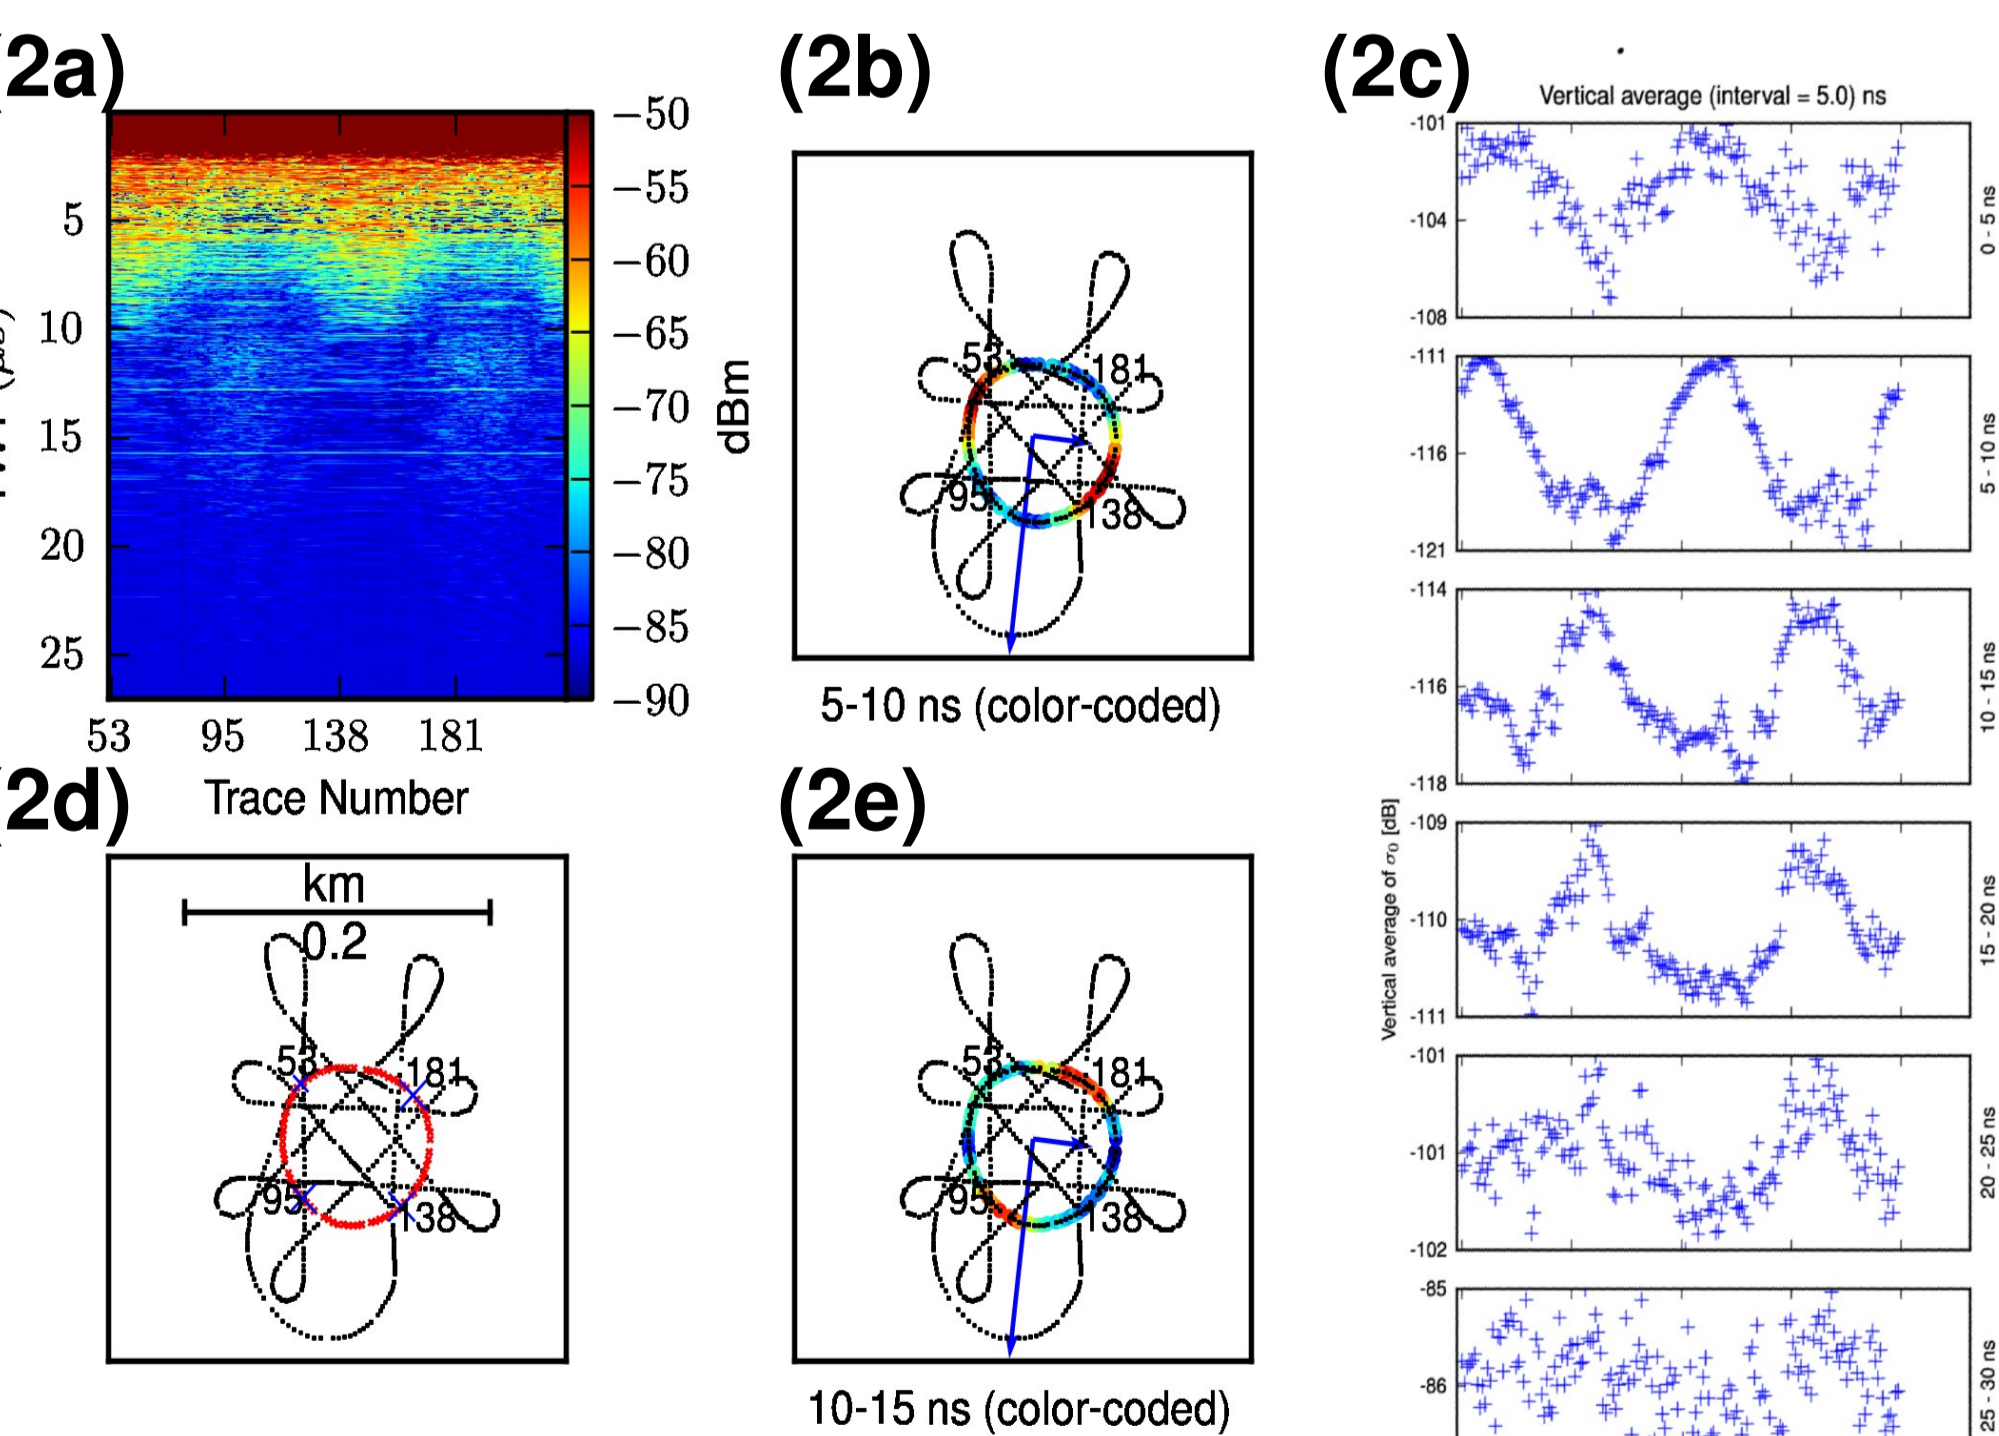 (2a)
(2b)
(2c)
Vertical average (interval = 5.0) ns
−50
−55
−60
−65
−70
−75
−80
−85
−90
dBm
5
10
15
20
25
53 95 138 181
Trace Number
53
181
95
138
5-10 ns (color-coded)
(2d)
km
0.2
53
181
95
138
(2e)
53
181
95
138
10-15 ns (color-coded)
Vertical average of σ0 [dB]
-101
-104
-108
0 - 5 ns
-111
-116
-121
5 - 10 ns
-114
-116
-118
10 - 15 ns
-109
-110
-111
15 - 20 ns
-101
-101
-102
20 - 25 ns
-85
-86
25 - 30 ns